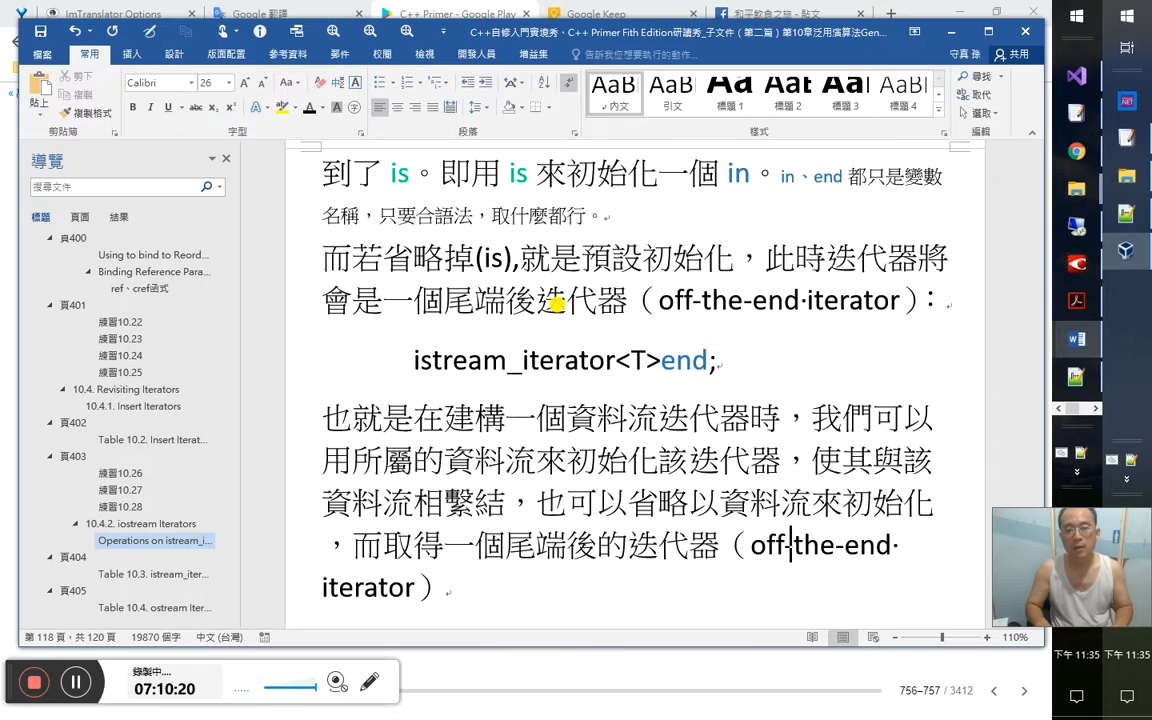 ImTranslator Options
Google 翻譯
C++ Primer - Google Play
Google Keep
和平飲食之旅 - 貼文
C++自修入門實境秀、C++ Primer Fith Edition研讀秀_子文件(第二篇)第10章泛用演算法Gen...
檔案 常用 插入 設計 版面配置 參考資料 郵件 校閱 檢視 開發人員 增益集 告訴我您想要執行的動作... 守真 孫 共用
貼上 剪下 複製 複製格式
Calibri 26
AaB AaB Aa Aat AaB AaBl
內文 引文 標題 1 標題 2 標題 3 標題 4
尋找 取代 選取
剪貼簿 字型 段落 樣式 編輯
導覽
搜尋文件
標題 頁面 結果
頁400
Using to bind to Reord...
Binding Reference Para...
ref、cref函式
頁401
練習10.22
練習10.23
練習10.24
練習10.25
10.4. Revisiting Iterators
10.4.1. Insert Iterators
頁402
Table 10.2. Insert Iterat...
頁403
練習10.26
練習10.27
練習10.28
10.4.2. iostream Iterators
Operations on istream_i...
頁404
Table 10.3. istream_iter...
頁405
Table 10.4. ostream Iter...
到了 is。即用 is 來初始化一個 in。in、end 都只是變數
名稱,只要合語法,取什麼都行。
而若省略掉(is),就是預設初始化,此時迭代器將
會是一個尾端後迭代器(off-the-end iterator):
istream_iterator<T>end;
也就是在建構一個資料流迭代器時,我們可以
用所屬的資料流來初始化該迭代器,使其與該
資料流相繫結,也可以省略以資料流來初始化
,而取得一個尾端後的迭代器(off-the-end
iterator)
第 118 頁,共 120 頁 19870 個字 中文 (台灣) 110%
錄製中...
07:10:20
756–757 / 3412
下午 11:35 下午 11:35